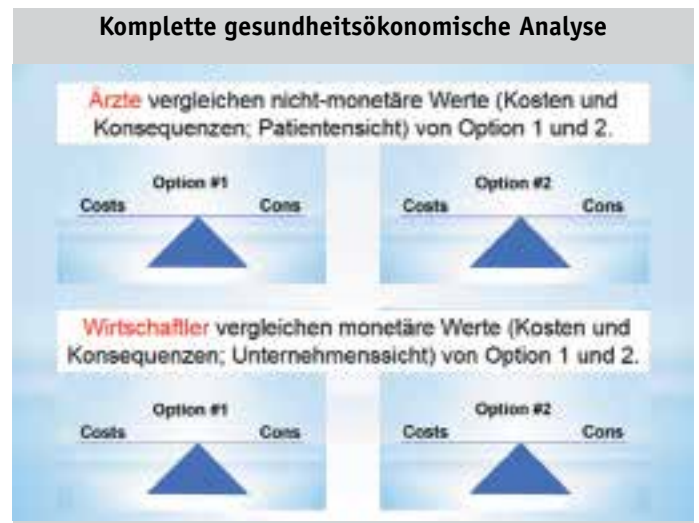 Komplette gesundheitsökonomische Analyse
Ärzte vergleichen nicht-monetäre Werte (Kosten und
Konsequenzen; Patientensicht) von Option 1 und 2.
Option #1
Costs Cons
Option #2
Costs Cons
Wirtschaftler vergleichen monetäre Werte (Kosten und
Konsequenzen; Unternehmenssicht) von Option 1 und 2.
Option #1
Costs Cons
Option #2
Costs Cons